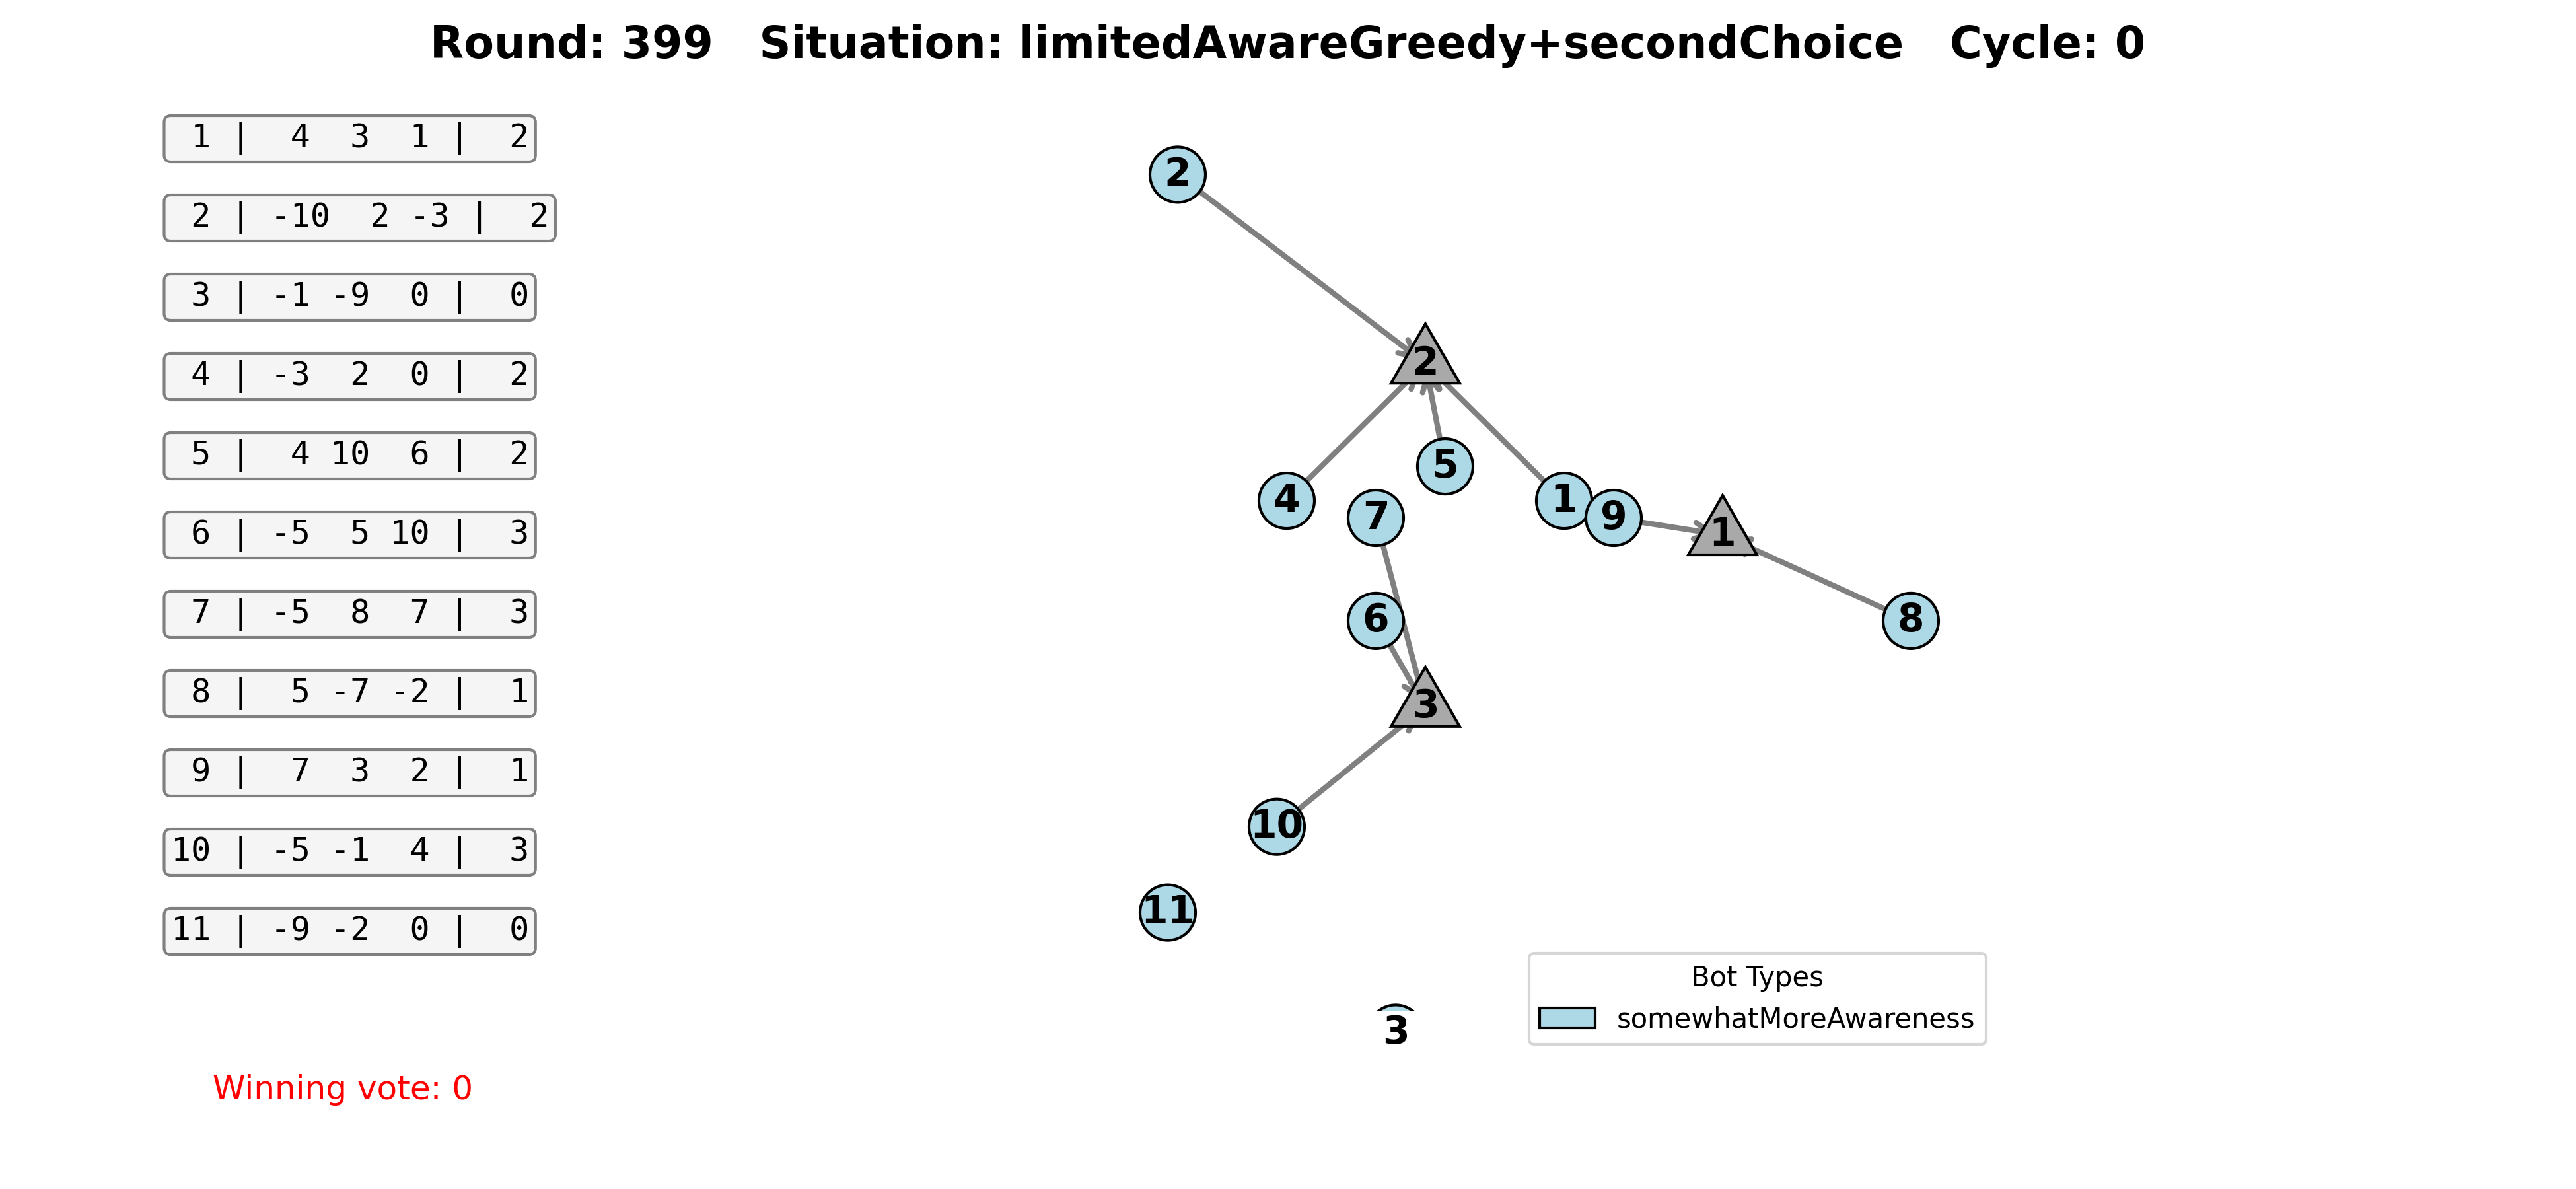 Round: 399   Situation: limitedAwareGreedy+secondChoice   Cycle: 0
1 |  4  3  1 |  2
2 | -10  2 -3 |  2
3 | -1 -9  0 |  0
4 | -3  2  0 |  2
5 |  4 10  6 |  2
6 | -5  5 10 |  3
7 | -5  8  7 |  3
8 |  5 -7 -2 |  1
9 |  7  3  2 |  1
10 | -5 -1  4 |  3
11 | -9 -2  0 |  0
Winning vote: 0
2
2
5
4
1
7
9
1
6
8
3
10
11
3
Bot Types
somewhatMoreAwareness